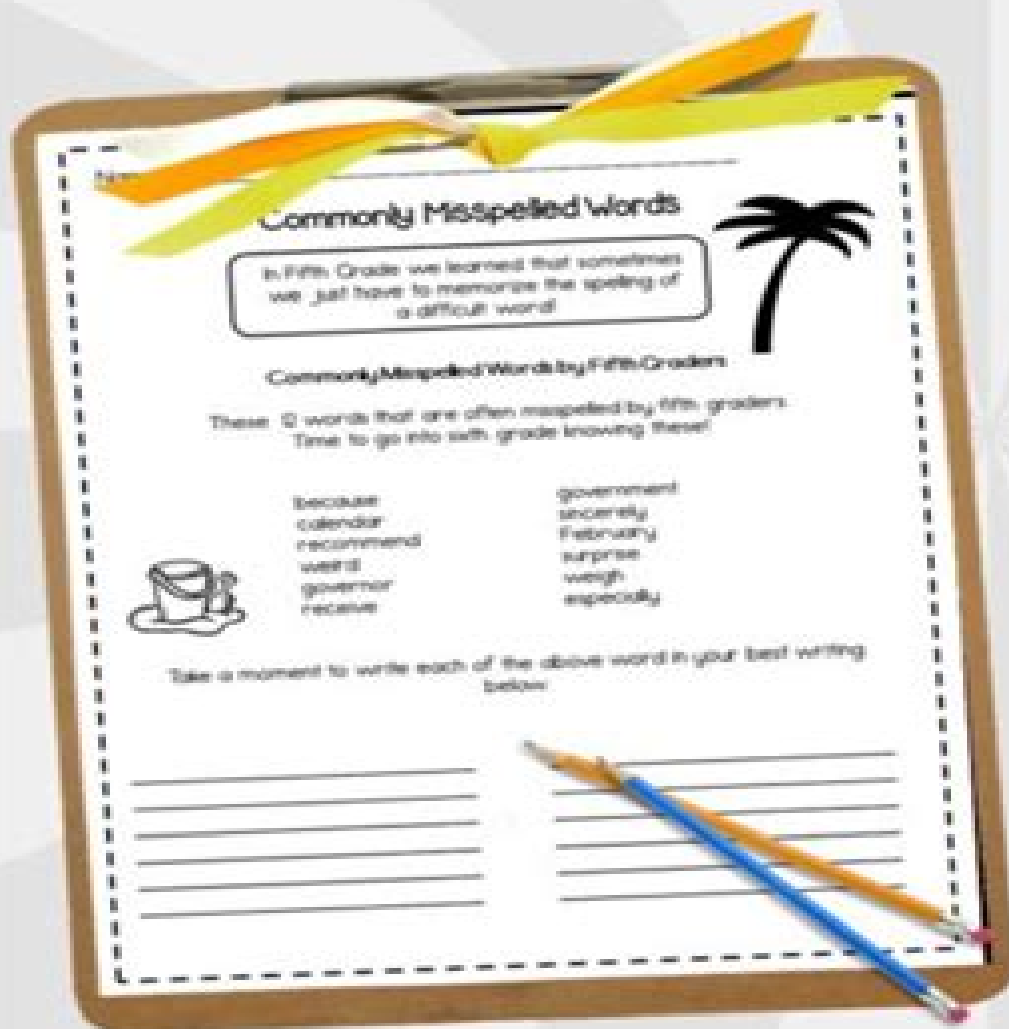 Commonly Misspelled Words
In Fifth Grade we learned that sometimes
we just have to memorize the spelling of
a difficult word!
Commonly Misspelled Words by Fifth Graders
These 12 words that are often misspelled by fifth graders
Time to go into sixth grade knowing these!
because
calendar
recommend
weird
governor
receive
government
sincerely
February
surprise
weigh
especially
Take a moment to write each of the above word in your best writing
below